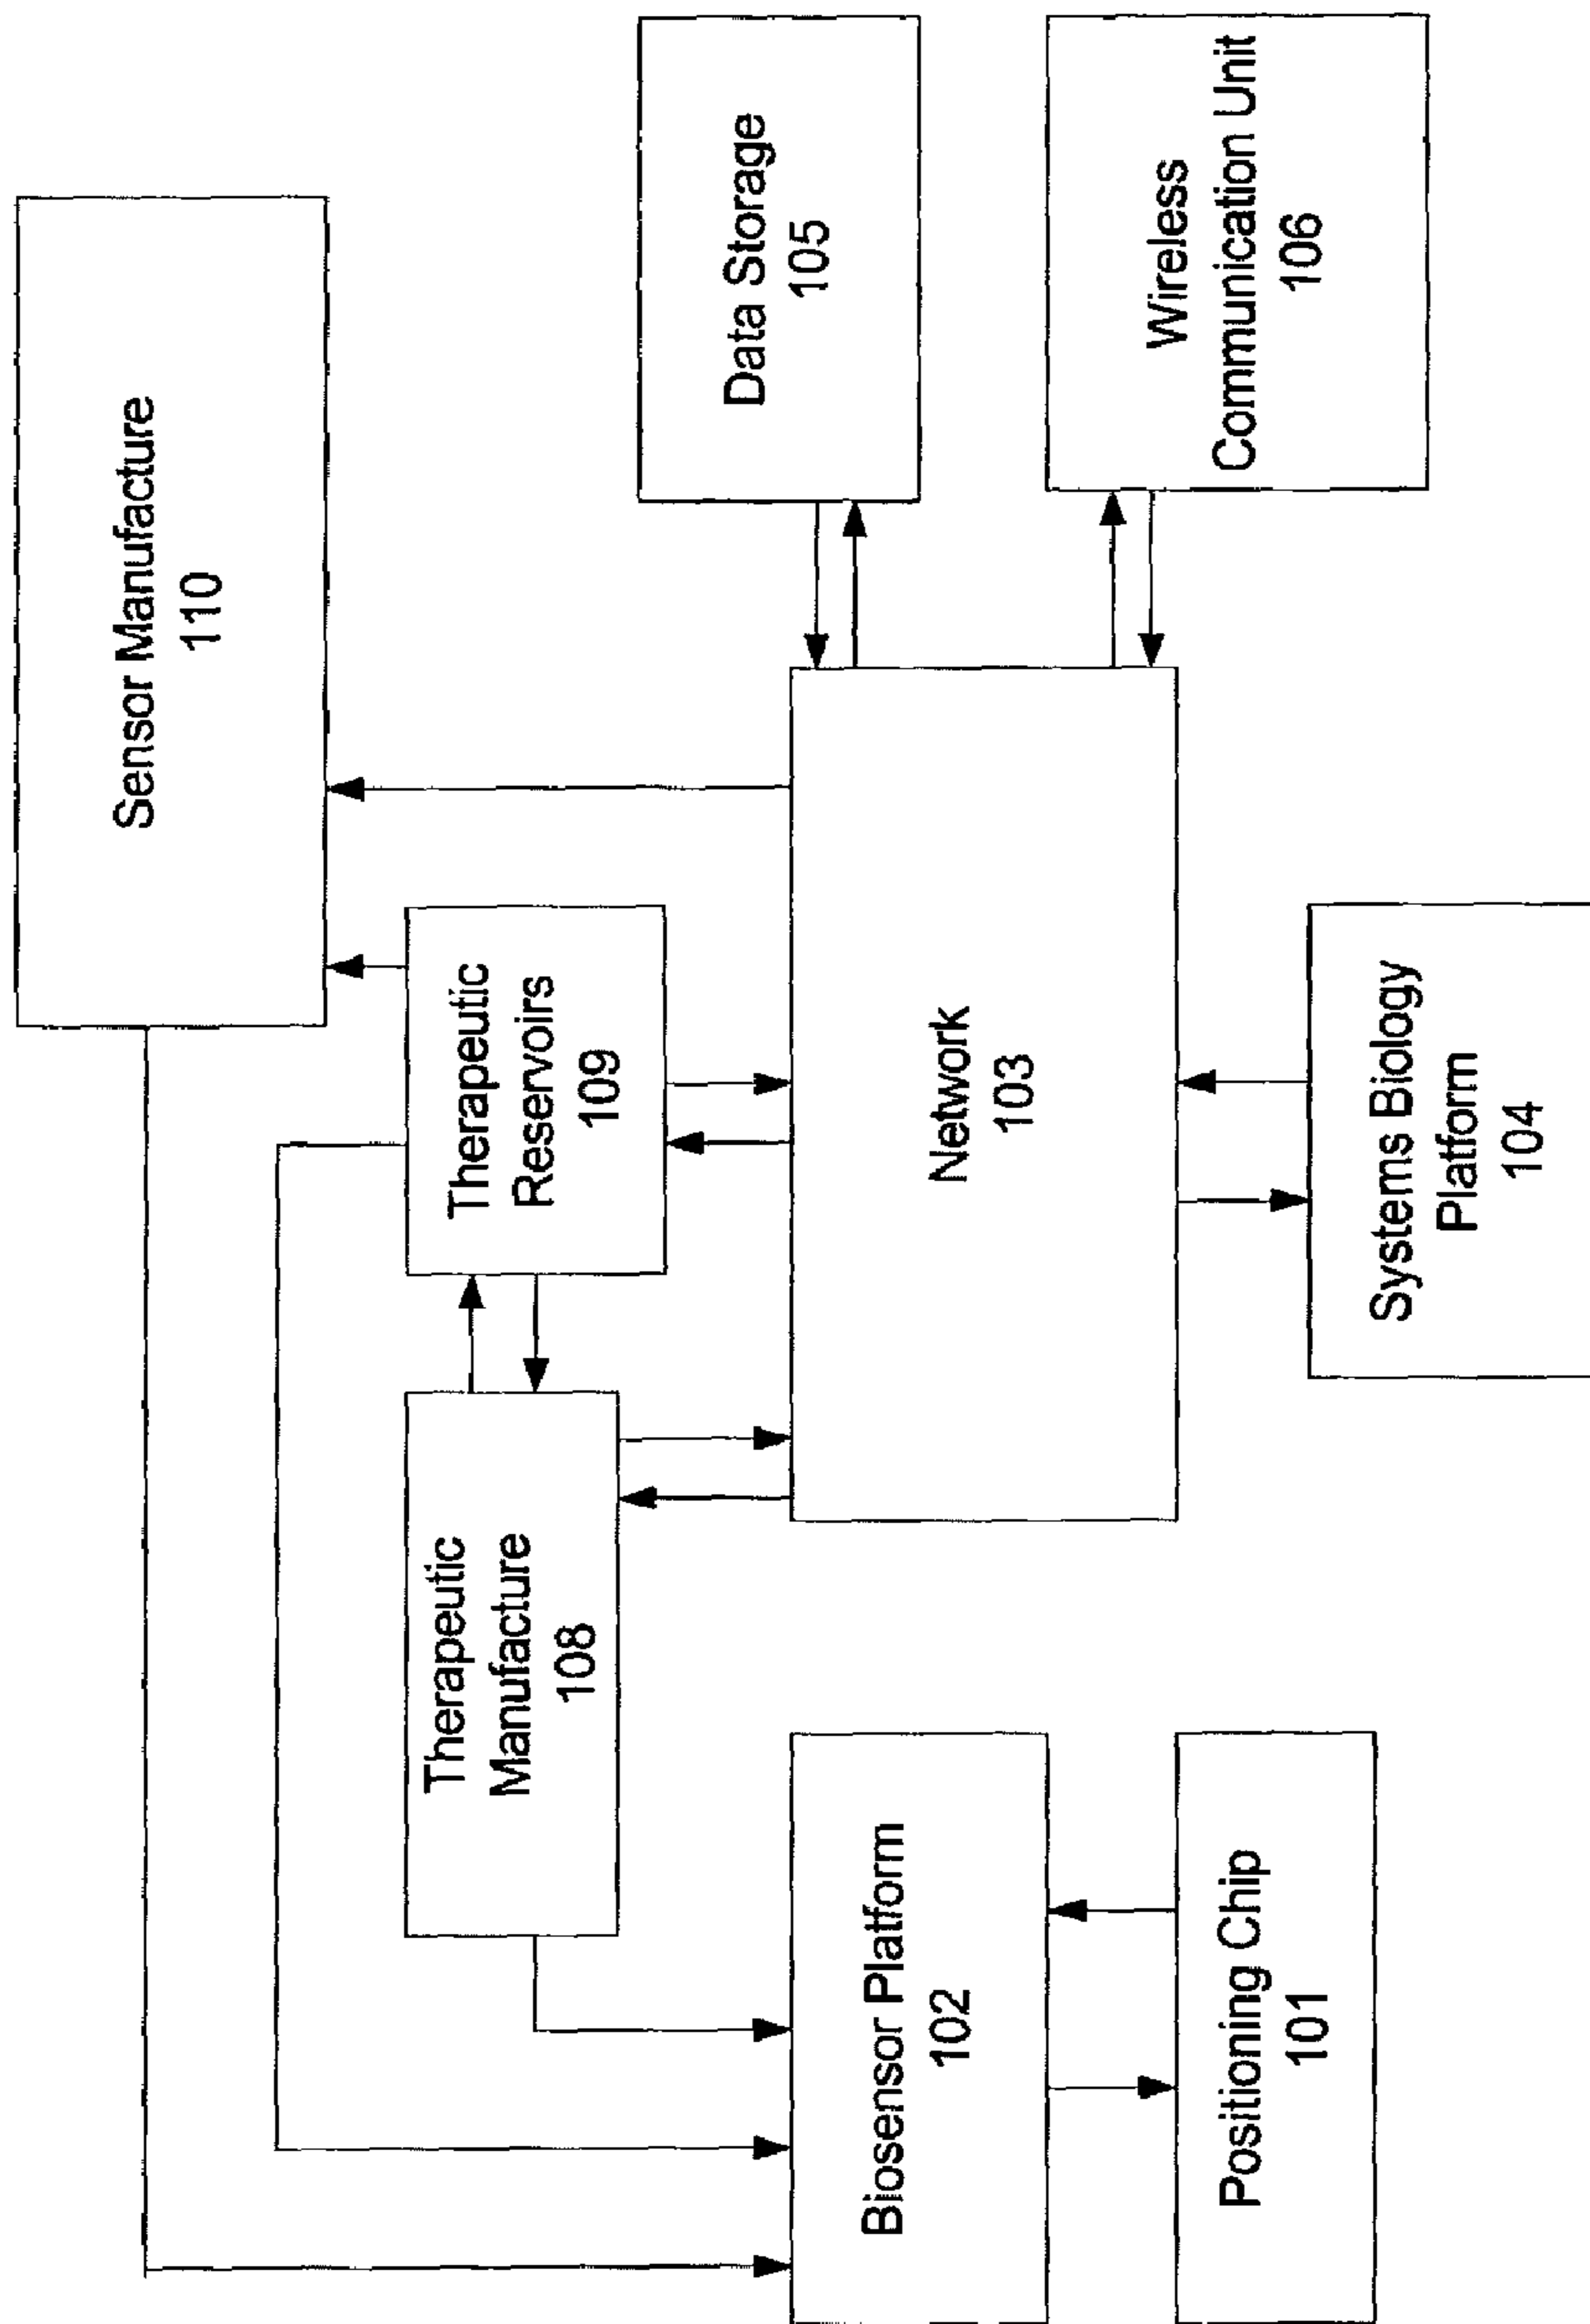 Sensor Manufacture
110
Therapeutic
Manufacture
108
Therapeutic
Reservoirs
109
Data Storage
105
Biosensor Platform
102
Network
103
Wireless
Communication Unit
106
Positioning Chip
101
Systems Biology
Platform
104